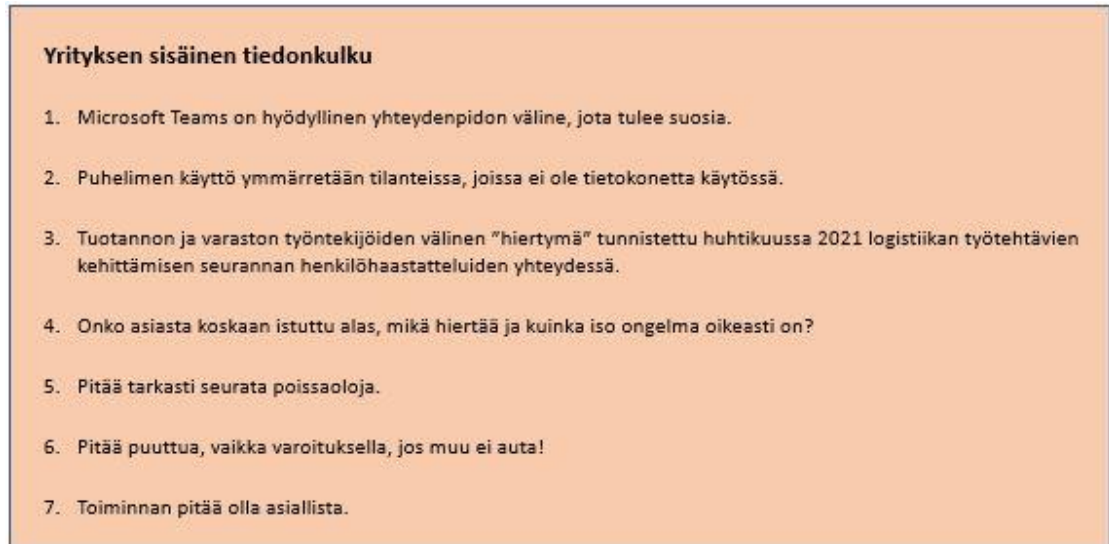 Yrityksen sisäinen tiedonkulku
1. Microsoft Teams on hyödyllinen yhteydenpidon väline, jota tulee suosia.
2. Puhelimen käyttö ymmärretään tilanteissa, joissa ei ole tietokonetta käytössä.
3. Tuotannon ja varaston työntekijöiden välinen ”hiertymä” tunnistettu huhtikuussa 2021 logistiikan työtehtävien
kehittämisen seurannan henkilöhaastatteluiden yhteydessä.
4. Onko asiasta koskaan istuttu alas, mikä hiertää ja kuinka iso ongelma oikeasti on?
5. Pitää tarkasti seurata poissaoloja.
6. Pitää puuttua, vaikka varoituksella, jos muu ei auta!
7. Toiminnan pitää olla asiallista.